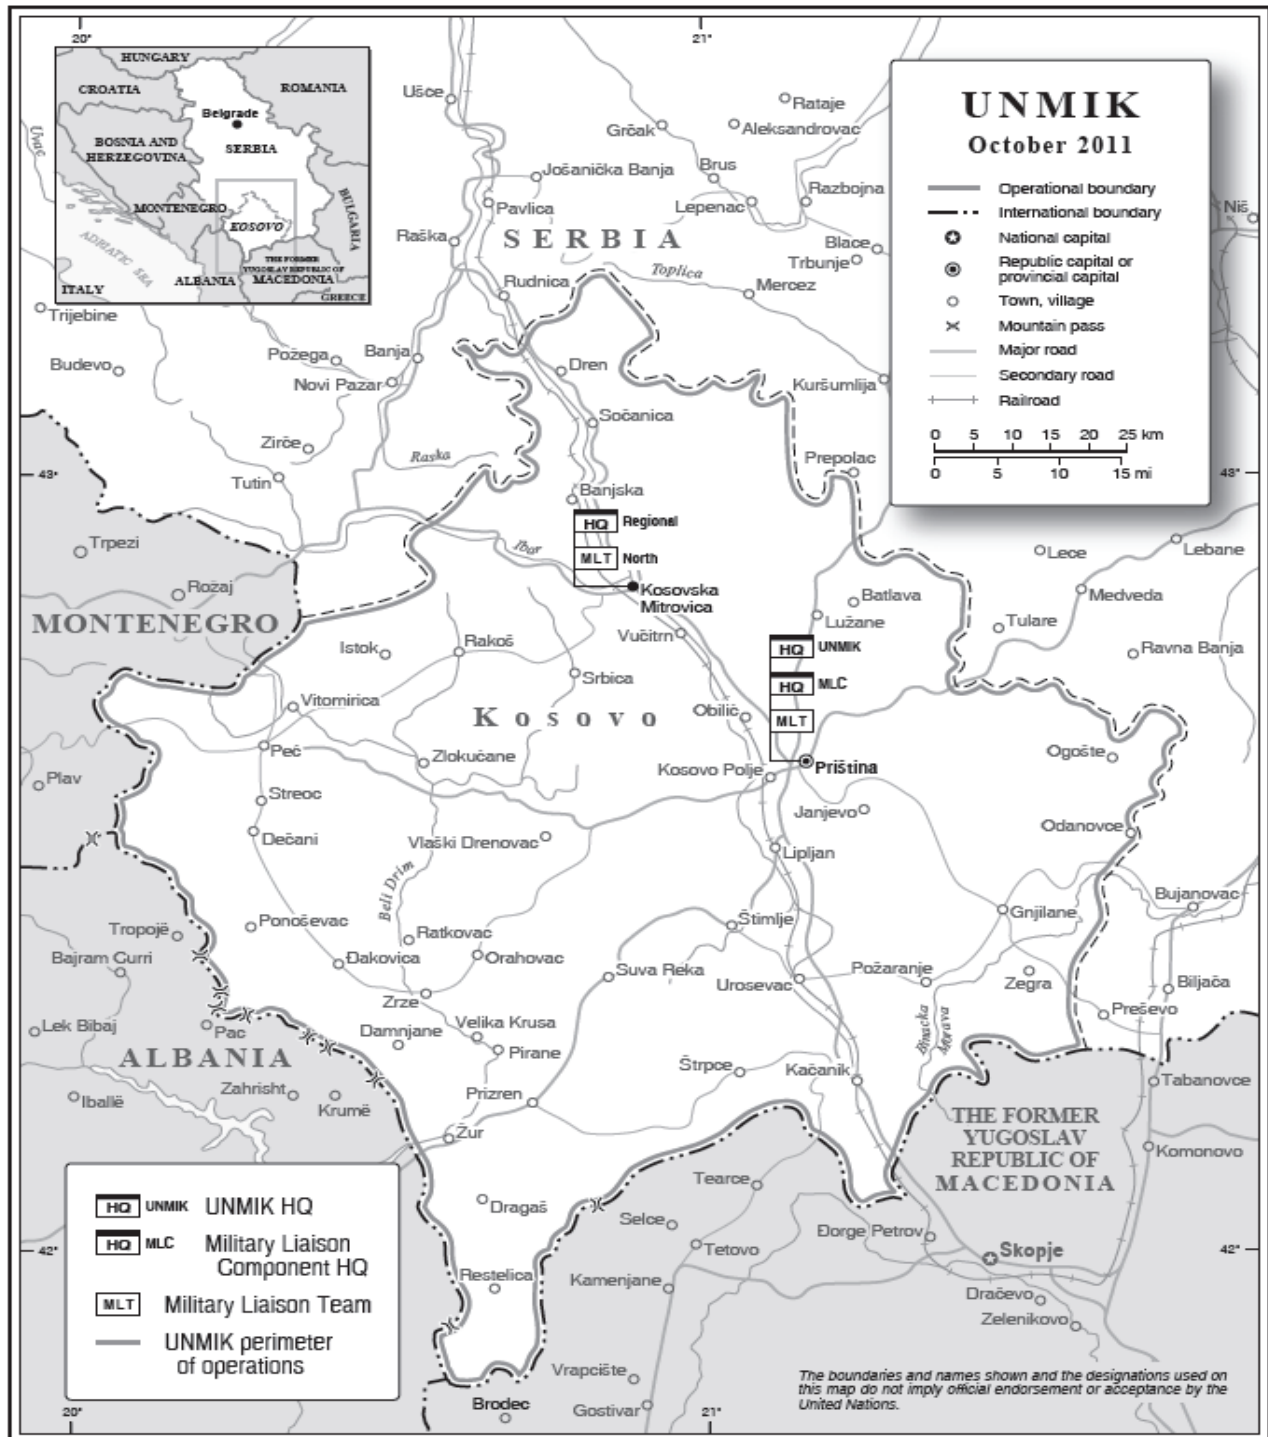 20°
21°
HUNGARY
CROATIA
ROMANIA
Belgrade
BOSNIA AND
HERZEGOVINA
SERBIA
MONTENEGRO
BULGARIA
KOSOVO
ADRIATIC SEA
THE FORMER
YUGOSLAV REPUBLIC OF
MACEDONIA
ALBANIA
ITALY
GREECE
UNMIK
October 2011
Operational boundary
International boundary
National capital
Republic capital or
provincial capital
Town, village
Mountain pass
Major road
Secondary road
Railroad
0 5 10 15 20 25 km
0 5 10 15 mi
Uvac
Ušće
Rataje
Grčak
Aleksandrovac
Jošanička Banja
Brus
Razbojna
Pavlica
Lepenac
Niš
Raška
SERBIA
Blace
Toplica
Trbunje
Rudnica
Mercez
Trijebine
Požega
Banja
Budevo
Dren
Novi Pazar
Kuršumlija
Sočanica
Zirče
Raska
Prepolac
43°
43°
Tutin
Banjska
HQ Regional
MLT North
Ibar
Trpezi
Lece
Lebane
Rožaj
Kosovska
Mitrovica
Batlava
Medveda
MONTENEGRO
Lužane
Tulare
Vučitrn
Istok
Rakoš
HQ UNMIK
Ravna Banja
Srbica
HQ MLC
Vitomirica
Kosovo
Obilić
MLT
Peć
Zlokučane
Ogošte
Plav
Kosovo Polje
Priština
Streoc
Janjevo
Dečani
Vlaški Drenovac
Odanovce
Lipljan
Beli Drim
Bujanovac
Ponoševac
Štimlje
Gnjilane
Tropojë
Ratkovac
Bajram Curri
Đakovica
Orahovac
Suva Reka
Požaranje
Urosevac
Zegra
Biljača
Zrze
Lek Bibaj
Pac
Damnjane
Velika Krusa
Binacka
Morava
Preševo
ALBANIA
Pirane
Štrpce
Kačanik
Zahrisht
Tabanovce
Iballë
Krumë
Prizren
THE FORMER
YUGOSLAV
REPUBLIC OF
MACEDONIA
Žur
Komonovo
Tearce
HQ UNMIK UNMIK HQ
HQ MLC Military Liaison
Component HQ
MLT Military Liaison Team
UNMIK perimeter
of operations
Dragaš
Selce
Đorge Petrov
42°
Tetovo
Skopje
42°
Restelica
Kamenjane
Dračevo
Zelenikovo
Vrapcište
Brodec
Gostivar
The boundaries and names shown and the designations used on
this map do not imply official endorsement or acceptance by the
United Nations.
20°
21°